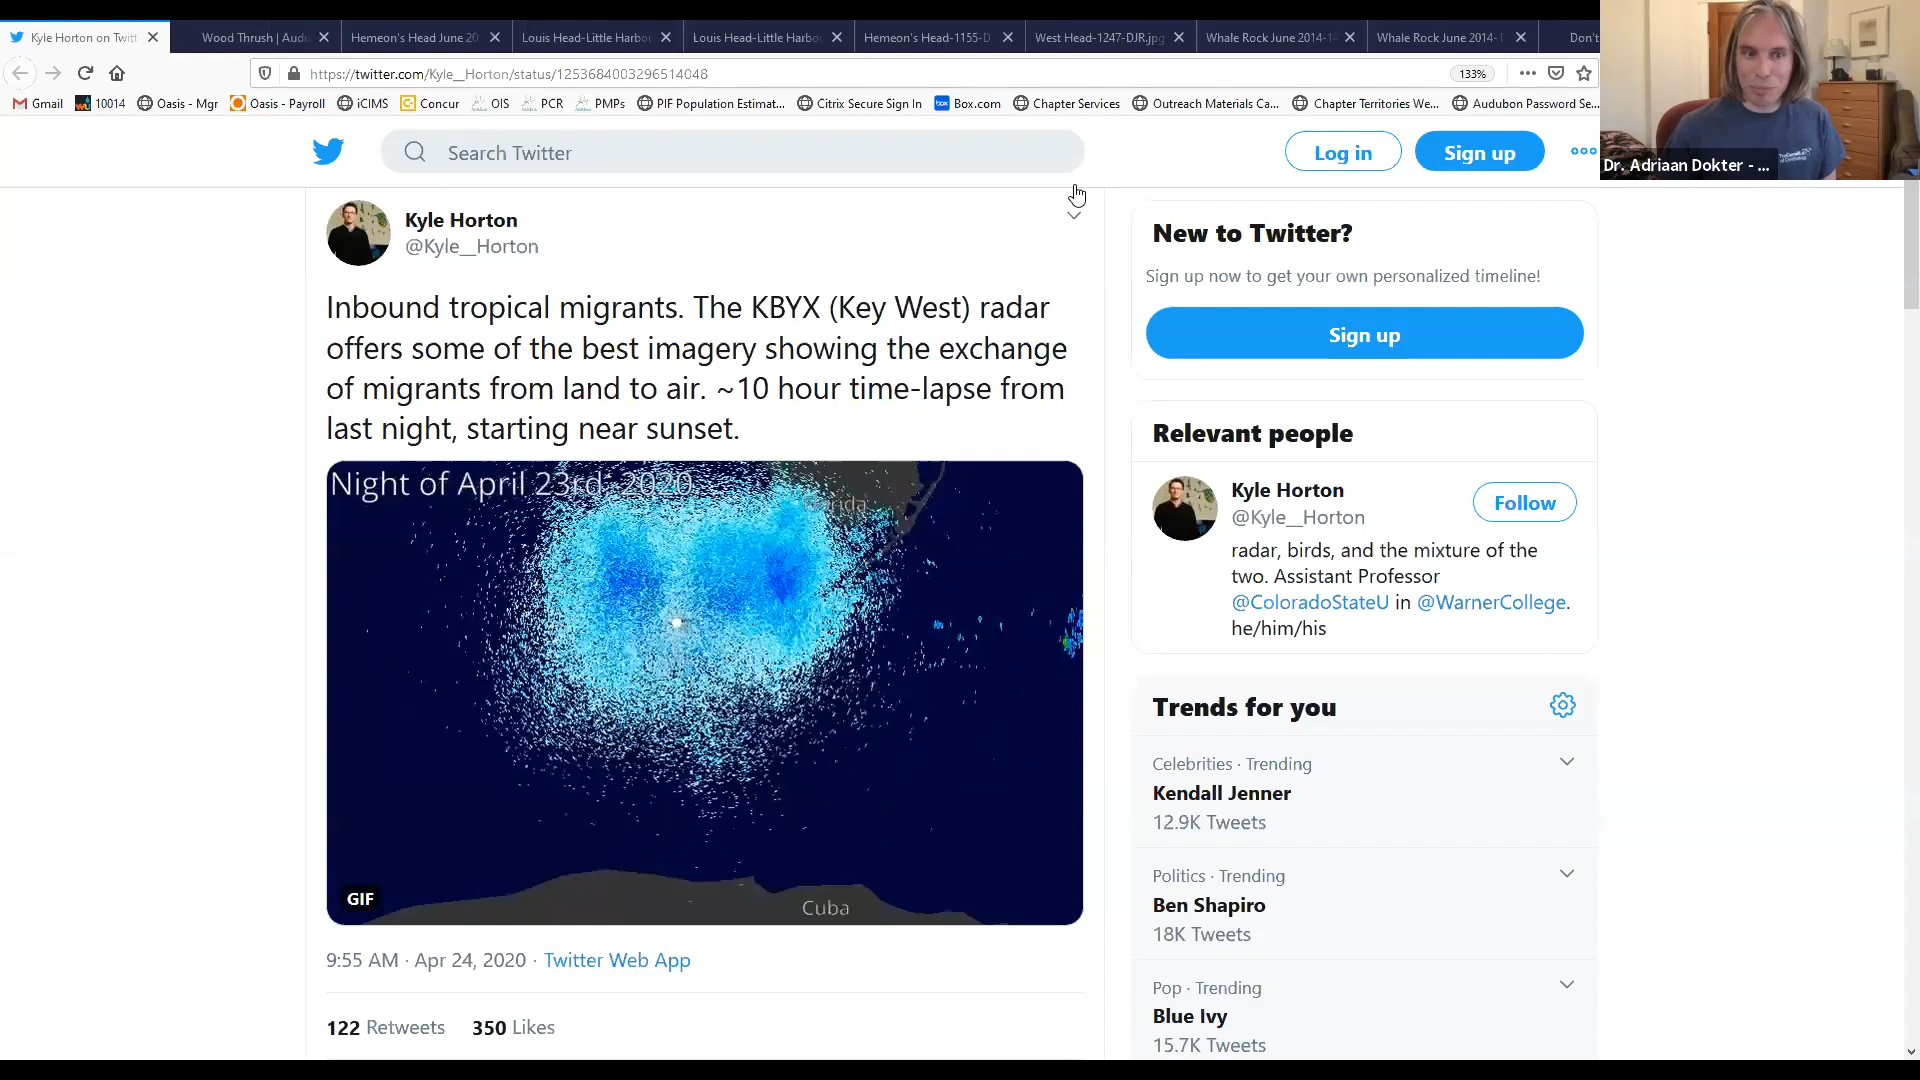 Kyle Horton on Twitt
Wood Thrush | Audu
Hemeon's Head June 20
Louis Head-Little Harbou
Louis Head-Little Harbou
Hemeon's Head-1155-D
West Head-1247-DJR.jpg
Whale Rock June 2014-1
Whale Rock June 2014-1
Don't
https://twitter.com/Kyle__Horton/status/1253684003296514048
133%
Gmail
10014
Oasis - Mgr
Oasis - Payroll
iCIMS
Concur
OIS
PCR
PMPs
PIF Population Estimat...
Citrix Secure Sign In
Box.com
Chapter Services
Outreach Materials Ca...
Chapter Territories We...
Audubon Password Se...
Dr. Adriaan Dokter - ...
Search Twitter
Log in
Sign up
Kyle Horton
@Kyle__Horton
Inbound tropical migrants. The KBYX (Key West) radar
offers some of the best imagery showing the exchange
of migrants from land to air. ~10 hour time-lapse from
last night, starting near sunset.
Night of April 23rd, 2020
Florida
Cuba
GIF
9:55 AM · Apr 24, 2020 · Twitter Web App
122 Retweets 350 Likes
New to Twitter?
Sign up now to get your own personalized timeline!
Sign up
Relevant people
Kyle Horton
@Kyle__Horton
Follow
radar, birds, and the mixture of the
two. Assistant Professor
@ColoradoStateU in @WarnerCollege.
he/him/his
Trends for you
Celebrities · Trending
Kendall Jenner
12.9K Tweets
Politics · Trending
Ben Shapiro
18K Tweets
Pop · Trending
Blue Ivy
15.7K Tweets